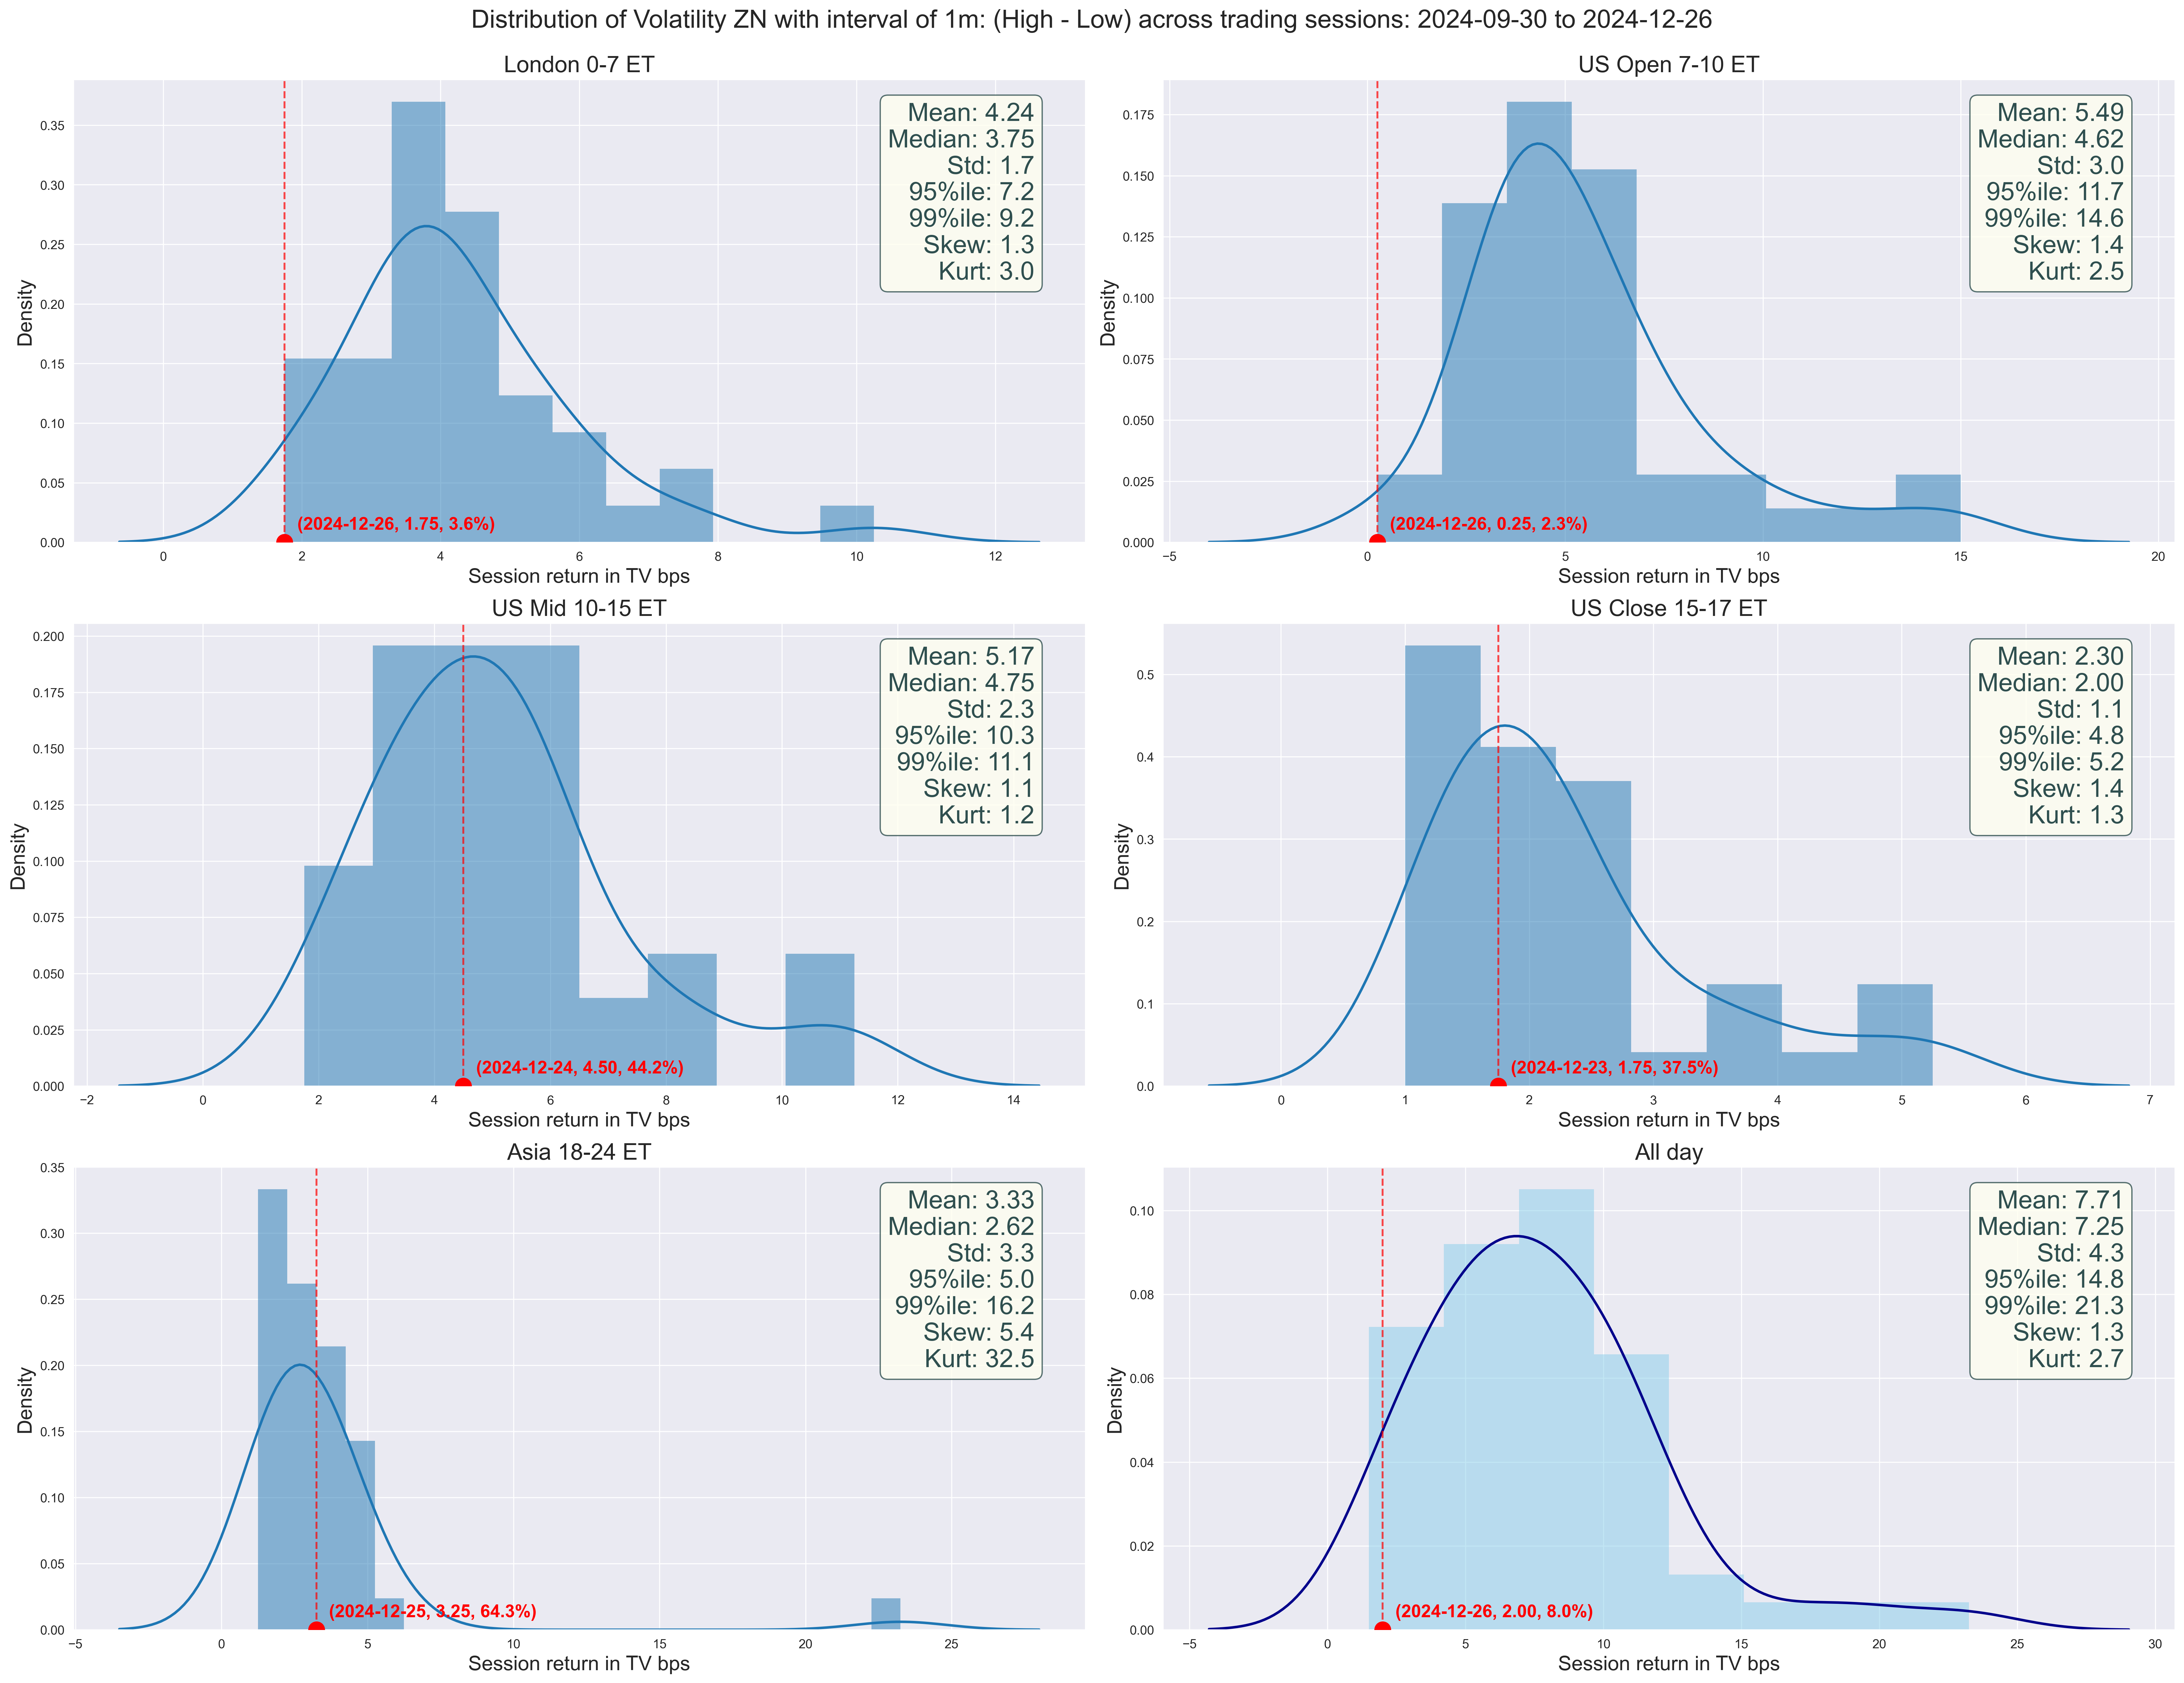 Distribution of Volatility ZN with interval of 1m: (High - Low) across trading sessions: 2024-09-30 to 2024-12-26
London 0-7 ET
Density
0.35
0.30
0.25
0.20
0.15
0.10
0.05
0.00
Mean: 4.24
Median: 3.75
Std: 1.7
95%ile: 7.2
99%ile: 9.2
Skew: 1.3
Kurt: 3.0
(2024-12-26, 1.75, 3.6%)
0 2 4 6 8 10 12
Session return in TV bps
US Open 7-10 ET
Density
0.175
0.150
0.125
0.100
0.075
0.050
0.025
0.000
Mean: 5.49
Median: 4.62
Std: 3.0
95%ile: 11.7
99%ile: 14.6
Skew: 1.4
Kurt: 2.5
(2024-12-26, 0.25, 2.3%)
−5 0 5 10 15 20
Session return in TV bps
US Mid 10-15 ET
Density
0.200
0.175
0.150
0.125
0.100
0.075
0.050
0.025
0.000
Mean: 5.17
Median: 4.75
Std: 2.3
95%ile: 10.3
99%ile: 11.1
Skew: 1.1
Kurt: 1.2
(2024-12-24, 4.50, 44.2%)
−2 0 2 4 6 8 10 12 14
Session return in TV bps
US Close 15-17 ET
Density
0.5
0.4
0.3
0.2
0.1
0.0
Mean: 2.30
Median: 2.00
Std: 1.1
95%ile: 4.8
99%ile: 5.2
Skew: 1.4
Kurt: 1.3
(2024-12-23, 1.75, 37.5%)
0 1 2 3 4 5 6 7
Session return in TV bps
Asia 18-24 ET
Density
0.35
0.30
0.25
0.20
0.15
0.10
0.05
0.00
Mean: 3.33
Median: 2.62
Std: 3.3
95%ile: 5.0
99%ile: 16.2
Skew: 5.4
Kurt: 32.5
(2024-12-25, 3.25, 64.3%)
−5 0 5 10 15 20 25
Session return in TV bps
All day
Density
0.10
0.08
0.06
0.04
0.02
0.00
Mean: 7.71
Median: 7.25
Std: 4.3
95%ile: 14.8
99%ile: 21.3
Skew: 1.3
Kurt: 2.7
(2024-12-26, 2.00, 8.0%)
−5 0 5 10 15 20 25 30
Session return in TV bps